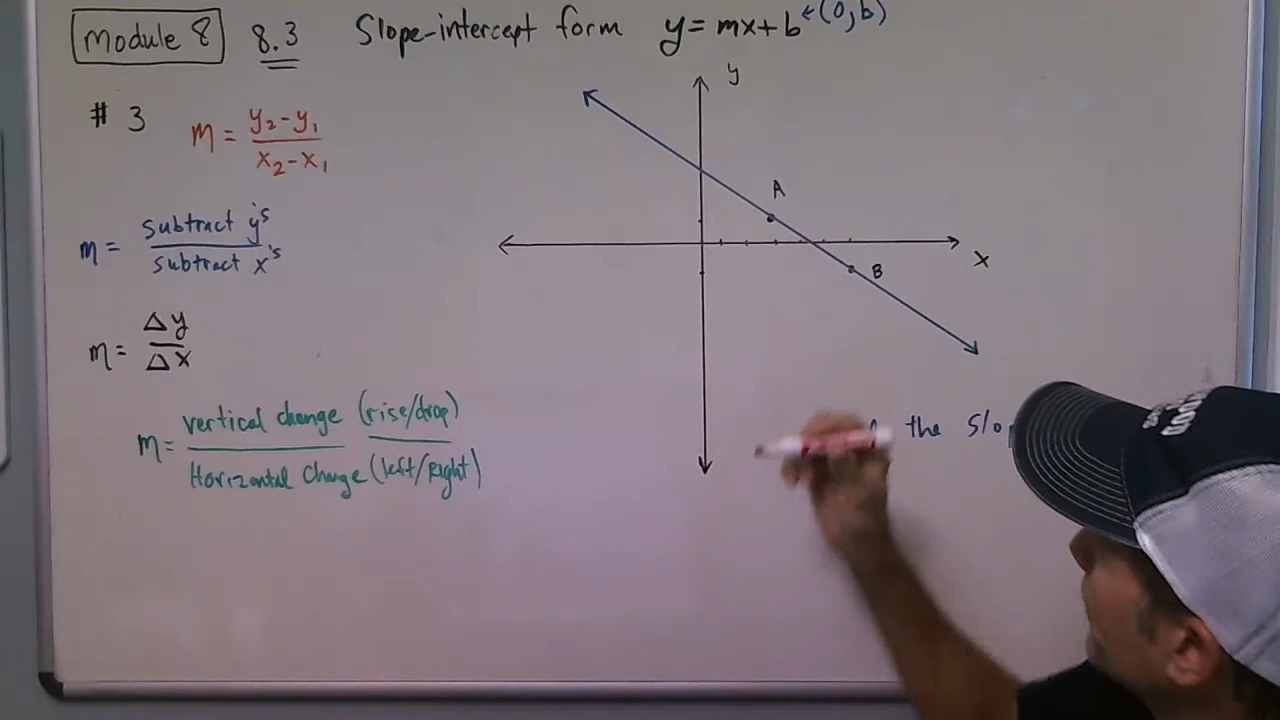 Module 8 8.3 Slope-intercept form y = mx + b ← (0, b)
y
# 3 m = y₂ - y₁ / x₂ - x₁
A
m = subtract y's / subtract x's
x
B
m = Δy / Δx
the
m = vertical change (rise/drop) / Horizontal Change (left/Right)